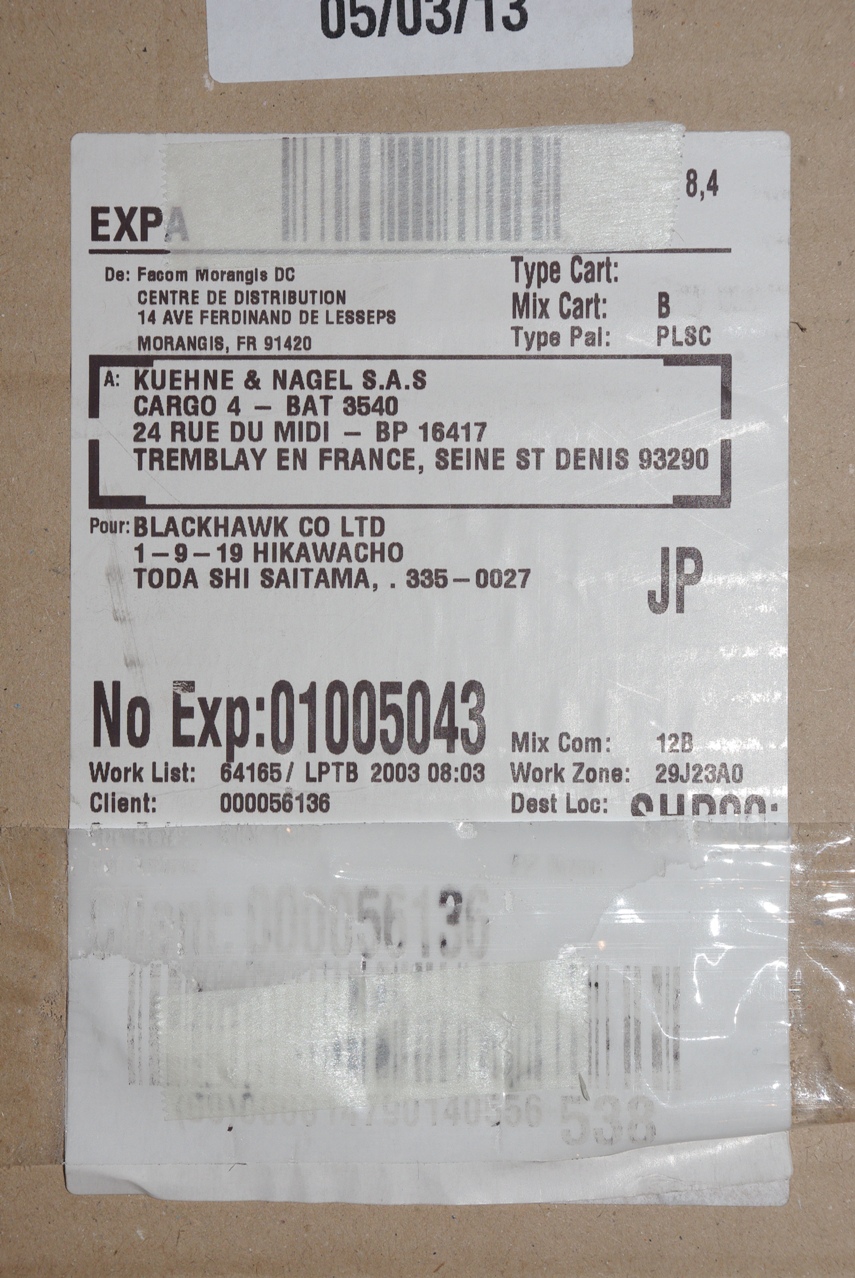 05/03/13
8,4
EXPA
De: Facom Morangis DC
CENTRE DE DISTRIBUTION
14 AVE FERDINAND DE LESSEPS
MORANGIS, FR 91420
Type Cart:
Mix Cart: B
Type Pal: PLSC
A: KUEHNE & NAGEL S.A.S
CARGO 4 – BAT 3540
24 RUE DU MIDI – BP 16417
TREMBLAY EN FRANCE, SEINE ST DENIS 93290
Pour: BLACKHAWK CO LTD
1–9–19 HIKAWACHO
TODA SHI SAITAMA, . 335–0027
JP
No Exp:01005043
Mix Com: 12B
Work List: 64165/ LPTB 2003 08:03
Work Zone: 29J23A0
Client: 000056136
Dest Loc:
Client: 000056136
538